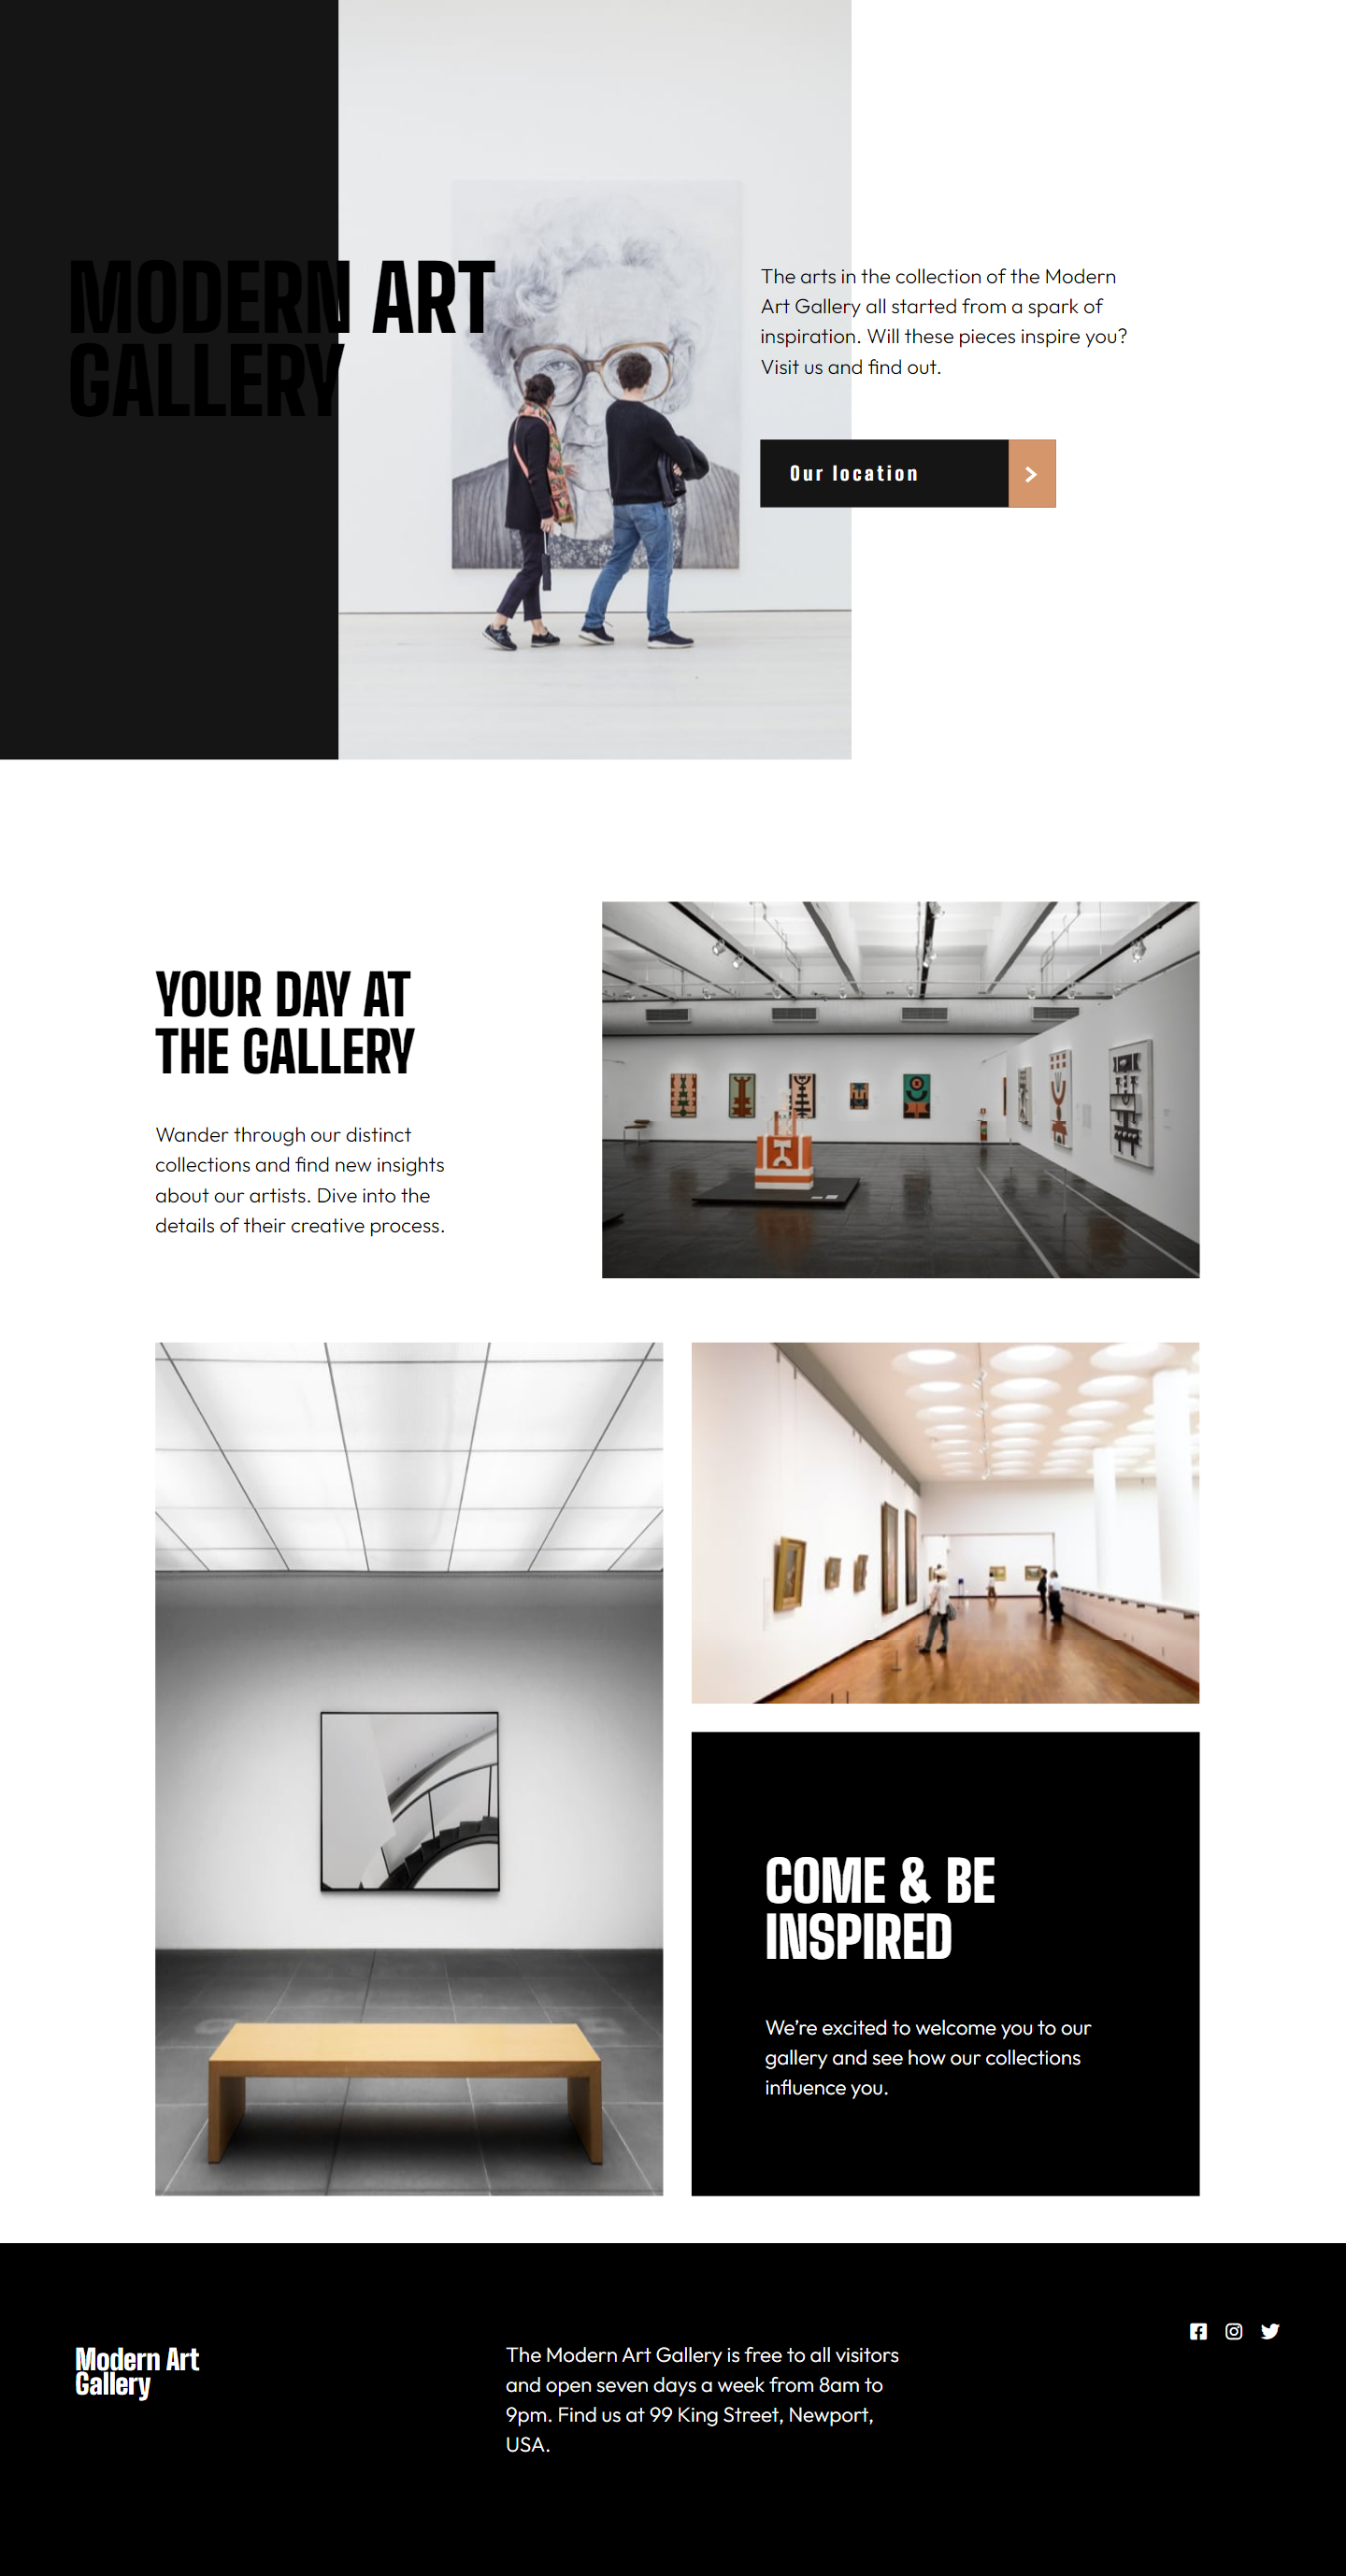 MODERN ART
GALLERY
The arts in the collection of the Modern
Art Gallery all started from a spark of
inspiration. Will these pieces inspire you?
Visit us and find out.
Our location
YOUR DAY AT
THE GALLERY
Wander through our distinct
collections and find new insights
about our artists. Dive into the
details of their creative process.
COME & BE
INSPIRED
We’re excited to welcome you to our
gallery and see how our collections
influence you.
Modern Art
Gallery
The Modern Art Gallery is free to all visitors
and open seven days a week from 8am to
9pm. Find us at 99 King Street, Newport,
USA.